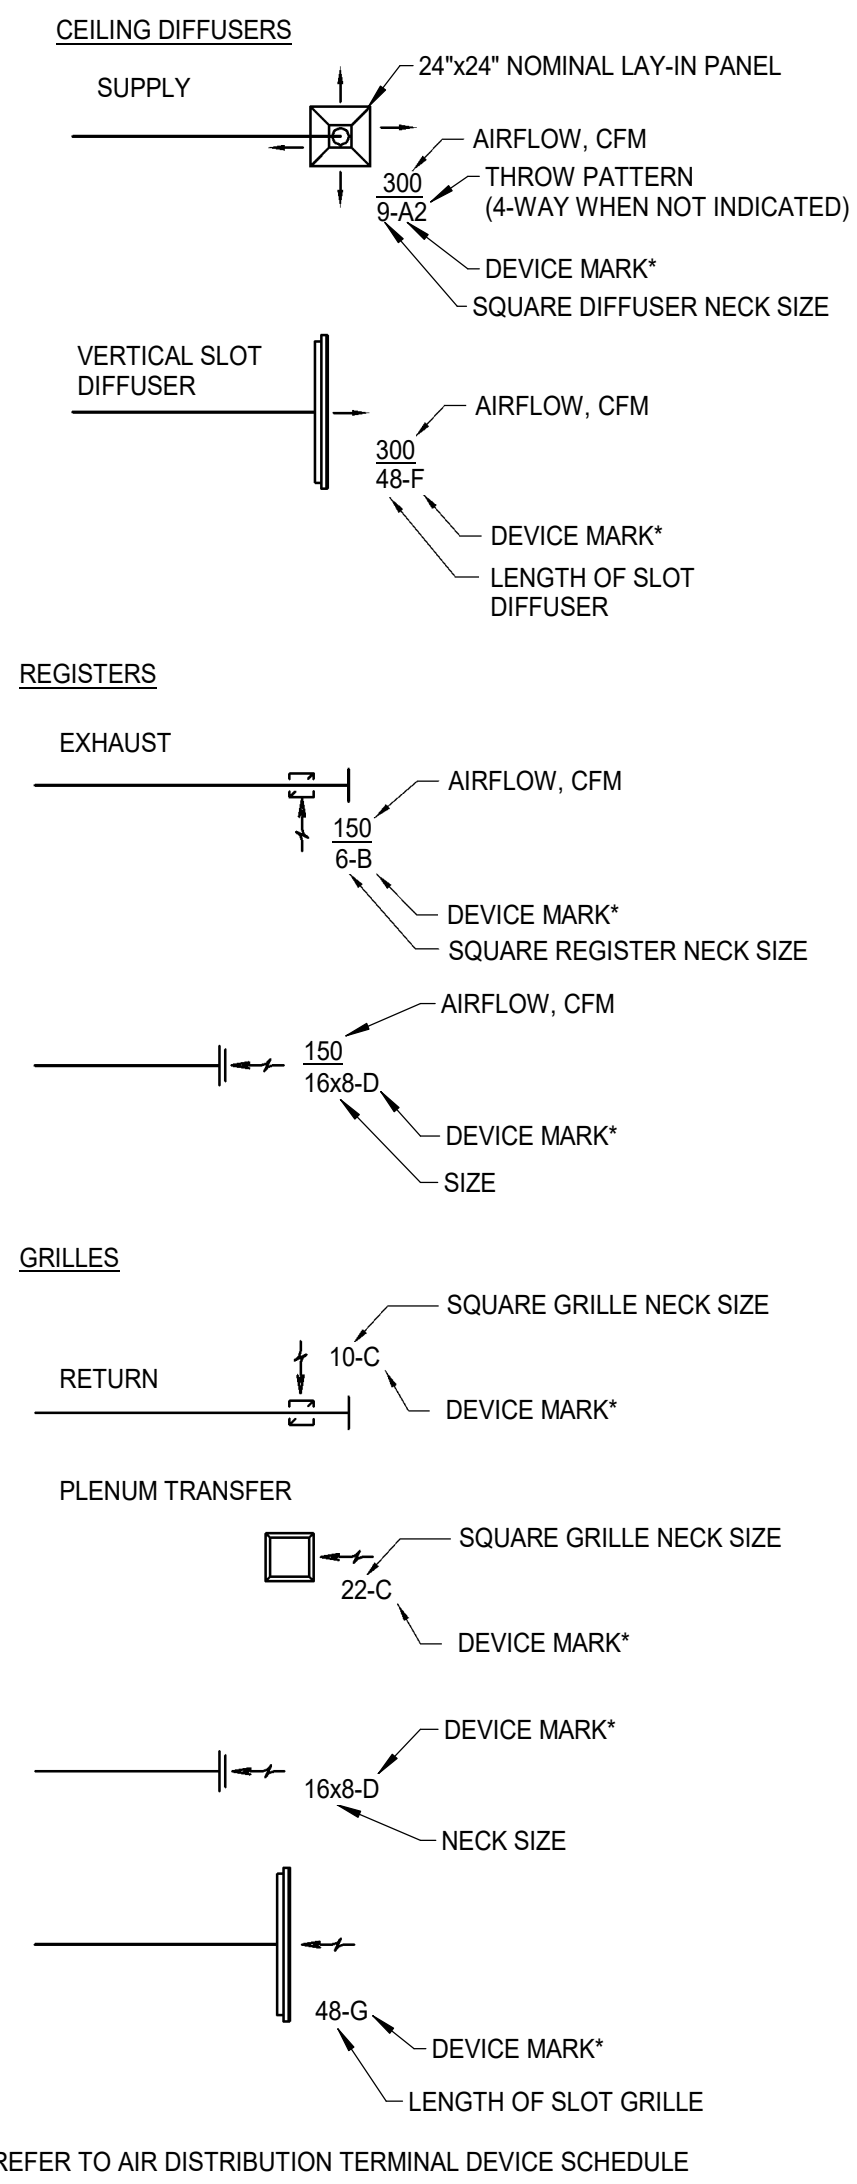 CEILING DIFFUSERS
SUPPLY
24"x24" NOMINAL LAY-IN PANEL
AIRFLOW, CFM
300
9-A2
THROW PATTERN
(4-WAY WHEN NOT INDICATED)
DEVICE MARK*
SQUARE DIFFUSER NECK SIZE
VERTICAL SLOT
DIFFUSER
AIRFLOW, CFM
300
48-F
DEVICE MARK*
LENGTH OF SLOT
DIFFUSER
REGISTERS
EXHAUST
AIRFLOW, CFM
150
6-B
DEVICE MARK*
SQUARE REGISTER NECK SIZE
AIRFLOW, CFM
150
16x8-D
DEVICE MARK*
SIZE
GRILLES
SQUARE GRILLE NECK SIZE
10-C
RETURN
DEVICE MARK*
PLENUM TRANSFER
SQUARE GRILLE NECK SIZE
22-C
DEVICE MARK*
DEVICE MARK*
16x8-D
NECK SIZE
48-G
DEVICE MARK*
LENGTH OF SLOT GRILLE
REFER TO AIR DISTRIBUTION TERMINAL DEVICE SCHEDULE